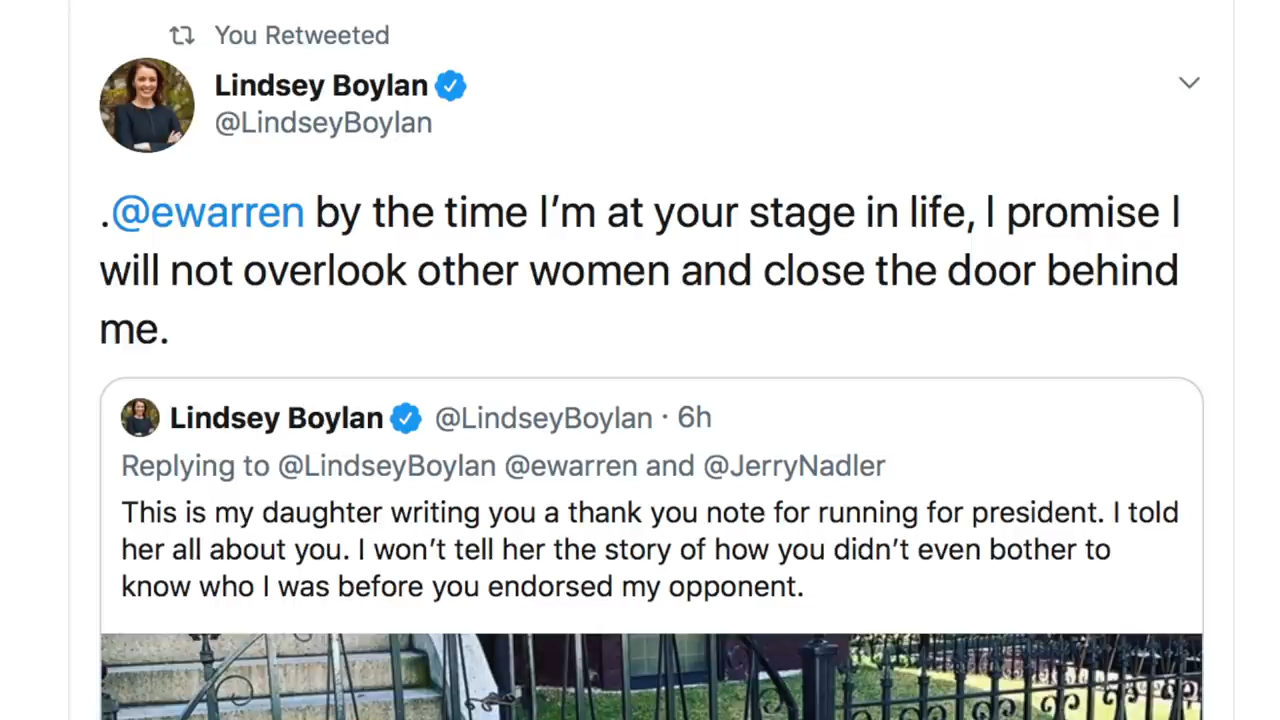 You Retweeted
Lindsey Boylan
@LindseyBoylan
.@ewarren by the time I’m at your stage in life, I promise I
will not overlook other women and close the door behind
me.
Lindsey Boylan @LindseyBoylan · 6h
Replying to @LindseyBoylan @ewarren and @JerryNadler
This is my daughter writing you a thank you note for running for president. I told
her all about you. I won’t tell her the story of how you didn’t even bother to
know who I was before you endorsed my opponent.